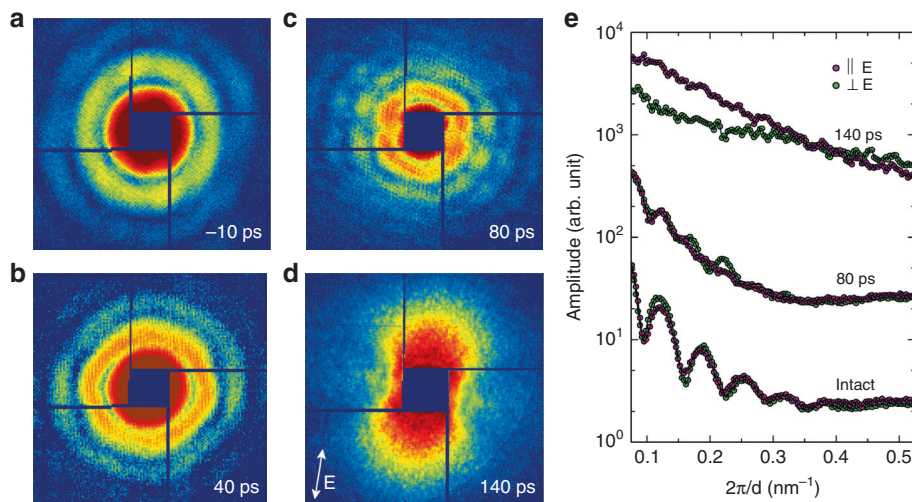 a
−10 ps
b
40 ps
c
80 ps
d
E
140 ps
e
Amplitude (arb. unit)
10⁴
10³
10²
10¹
10⁰
|| E
⊥ E
140 ps
80 ps
Intact
0.1 0.2 0.3 0.4 0.5
2π/d (nm⁻¹)